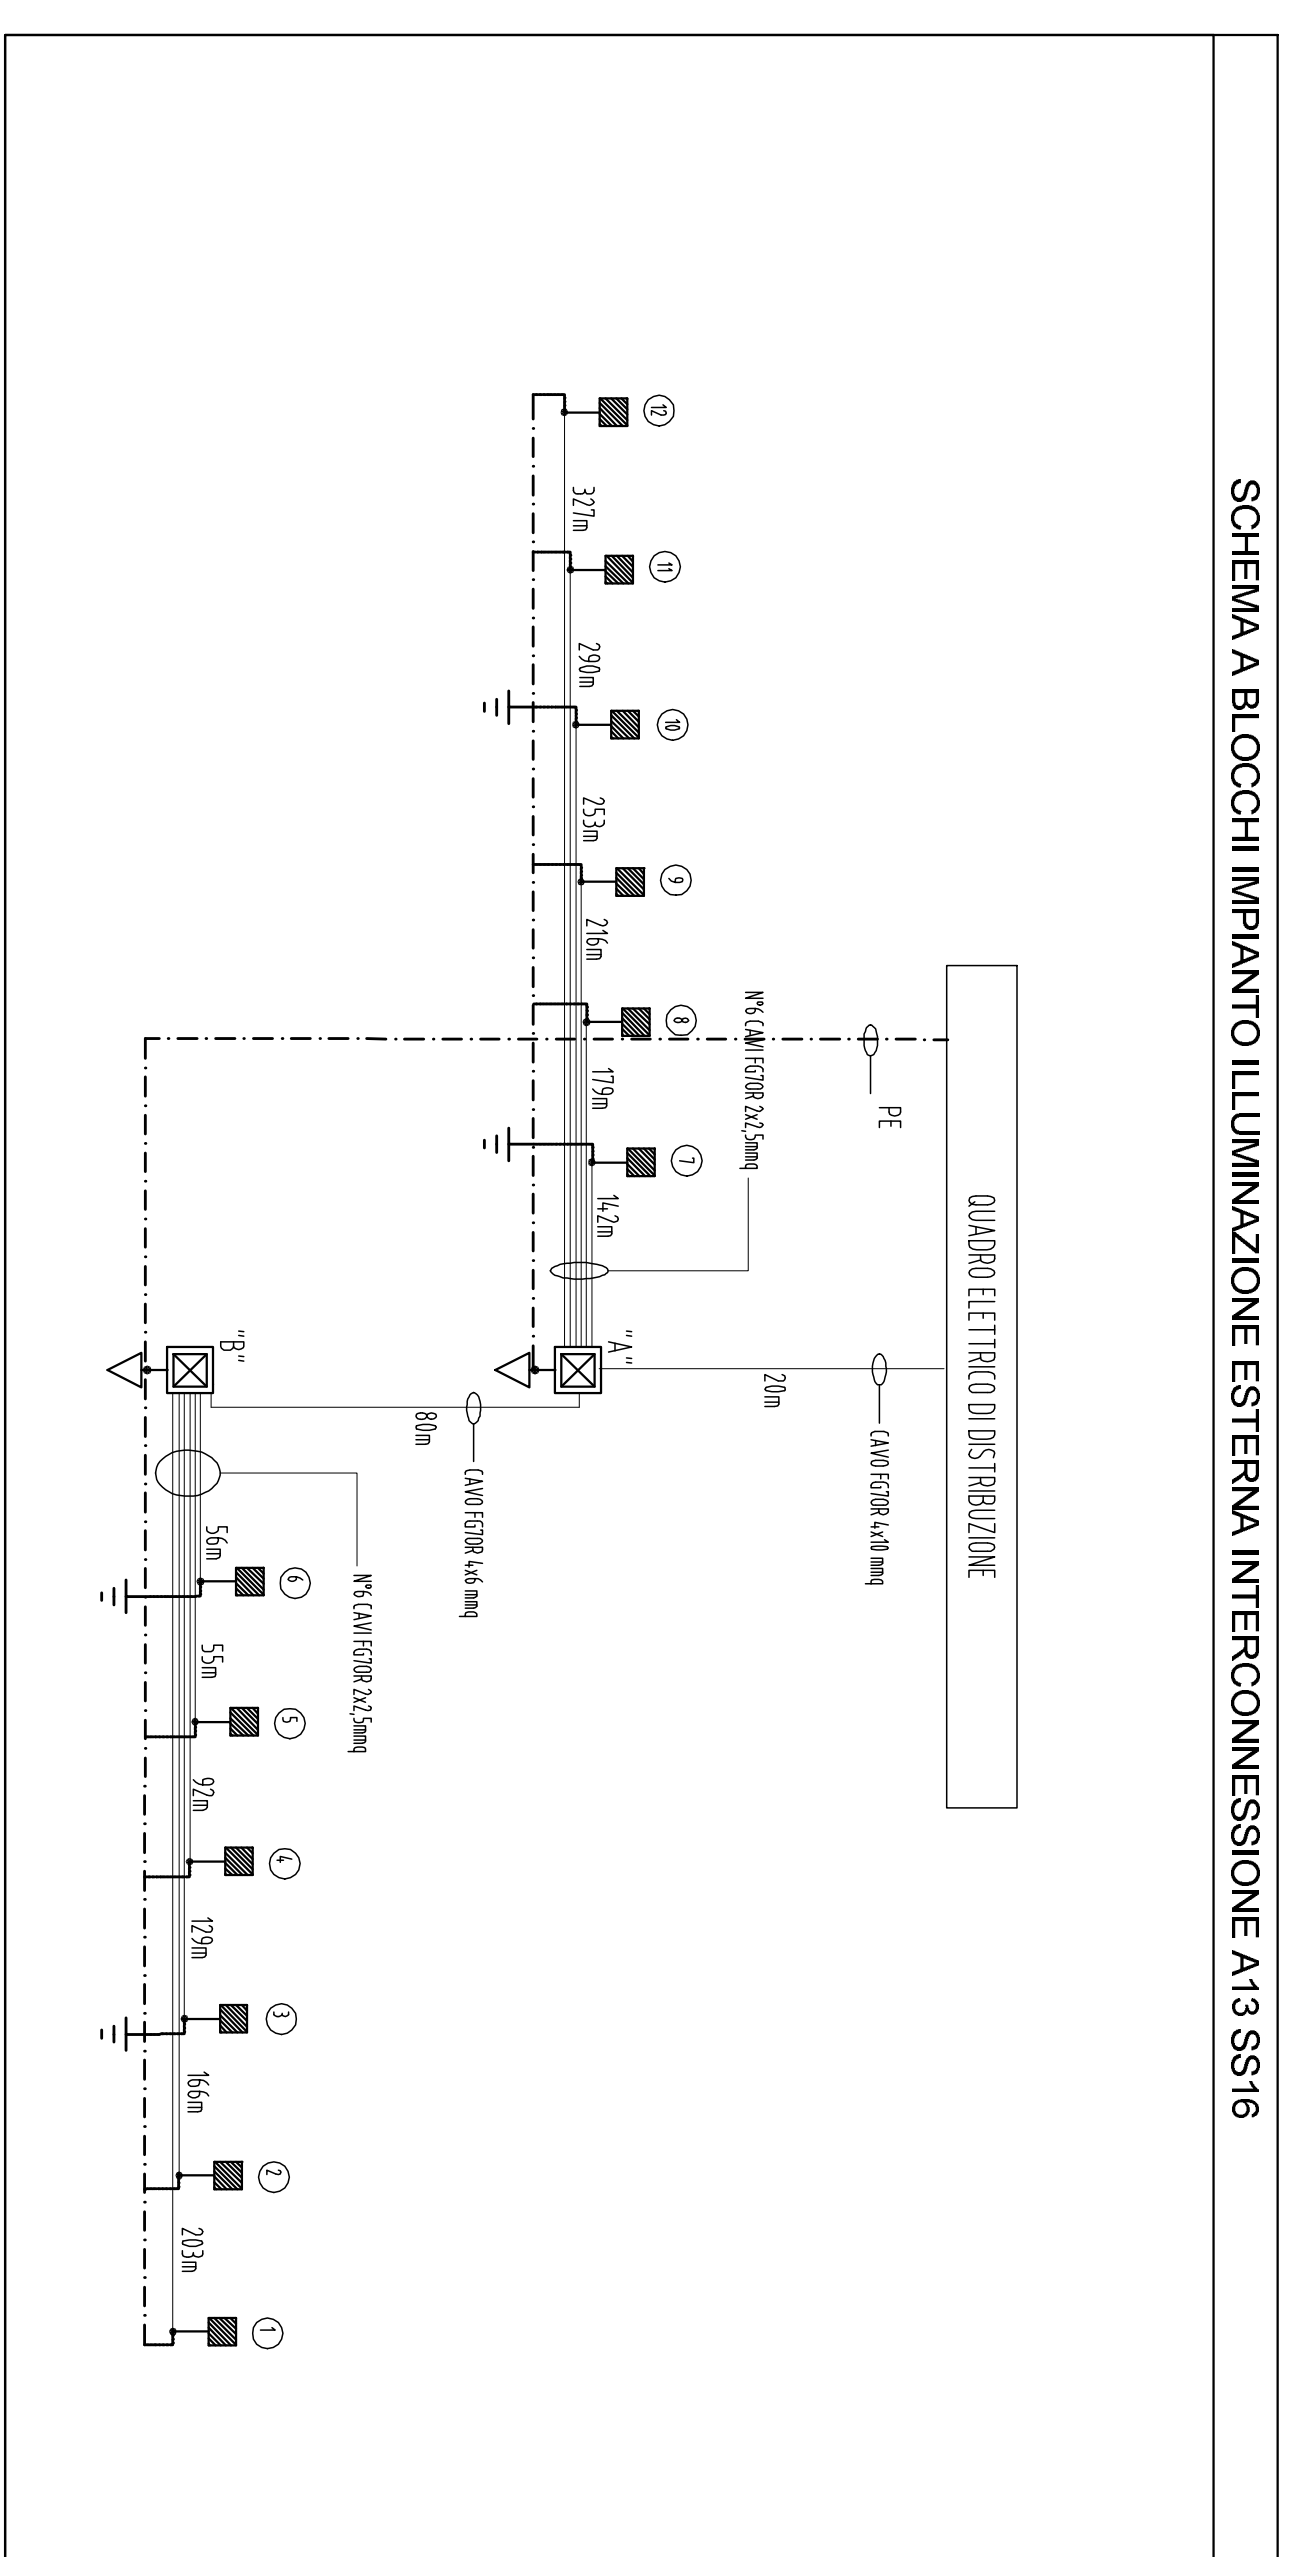 SCHEMA A BLOCCHI IMPIANTO ILLUMINAZIONE ESTERNA INTERCONNESSIONE A13 SS16
QUADRO ELETTRICO DI DISTRIBUZIONE
PE
CAVO FG7OR 4x10 mmq
20m
N°6 CAVI FG7OR 2x2,5mmq
12
11
10
9
8
7
327m
290m
253m
216m
179m
142m
"A"
CAVO FG7OR 4x6 mmq
80m
N°6 CAVI FG7OR 2x2,5mmq
"B"
6
5
4
3
2
1
56m
55m
92m
129m
166m
203m